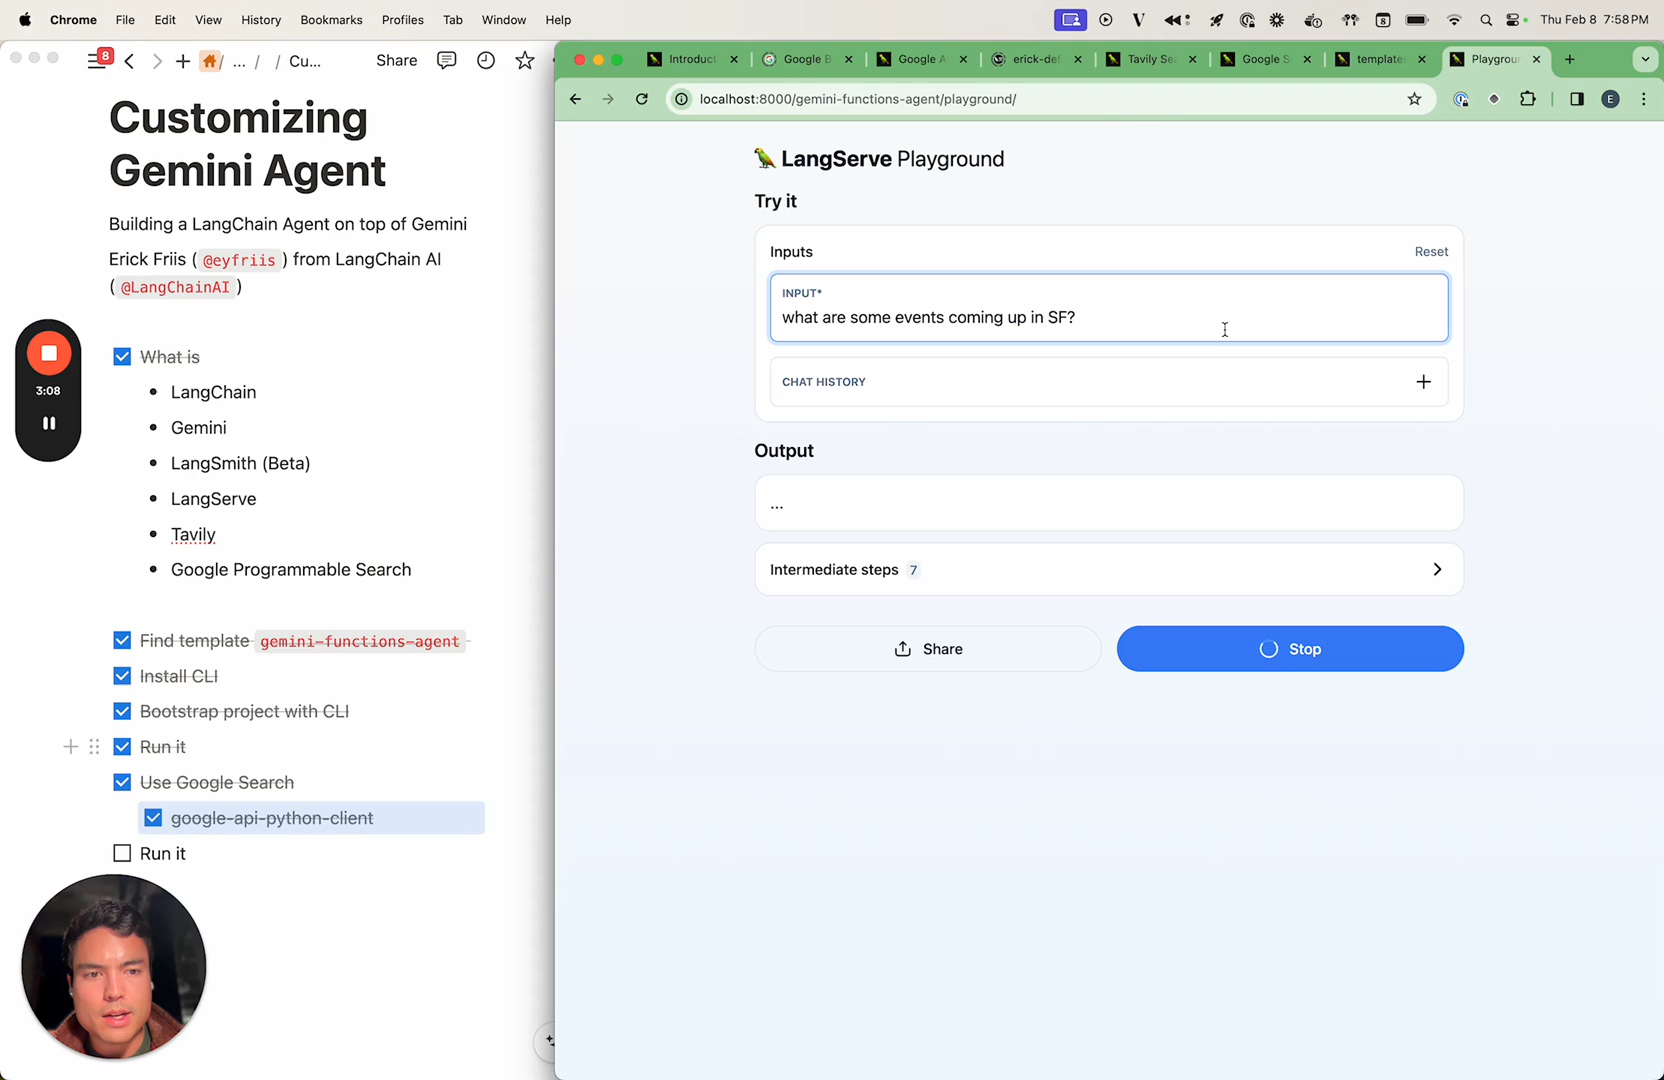 Chrome File Edit View History Bookmarks Profiles Tab Window Help
8
Thu Feb 8 7:58 PM
8
... / / Cu...
Share
Customizing
Gemini Agent
Building a LangChain Agent on top of Gemini
Erick Friis ( @eyfriis ) from LangChain AI
( @LangChainAI )
3:08
What is
LangChain
Gemini
LangSmith (Beta)
LangServe
Tavily
Google Programmable Search
Find template gemini-functions-agent
Install CLI
Bootstrap project with CLI
Run it
Use Google Search
google-api-python-client
Run it
Introduct
Google B
Google A
erick-def
Tavily Se
Google S
template
Playgrou
localhost:8000/gemini-functions-agent/playground/
E
LangServe Playground
Try it
Inputs
Reset
INPUT*
what are some events coming up in SF?
CHAT HISTORY
Output
...
Intermediate steps 7
Share
Stop